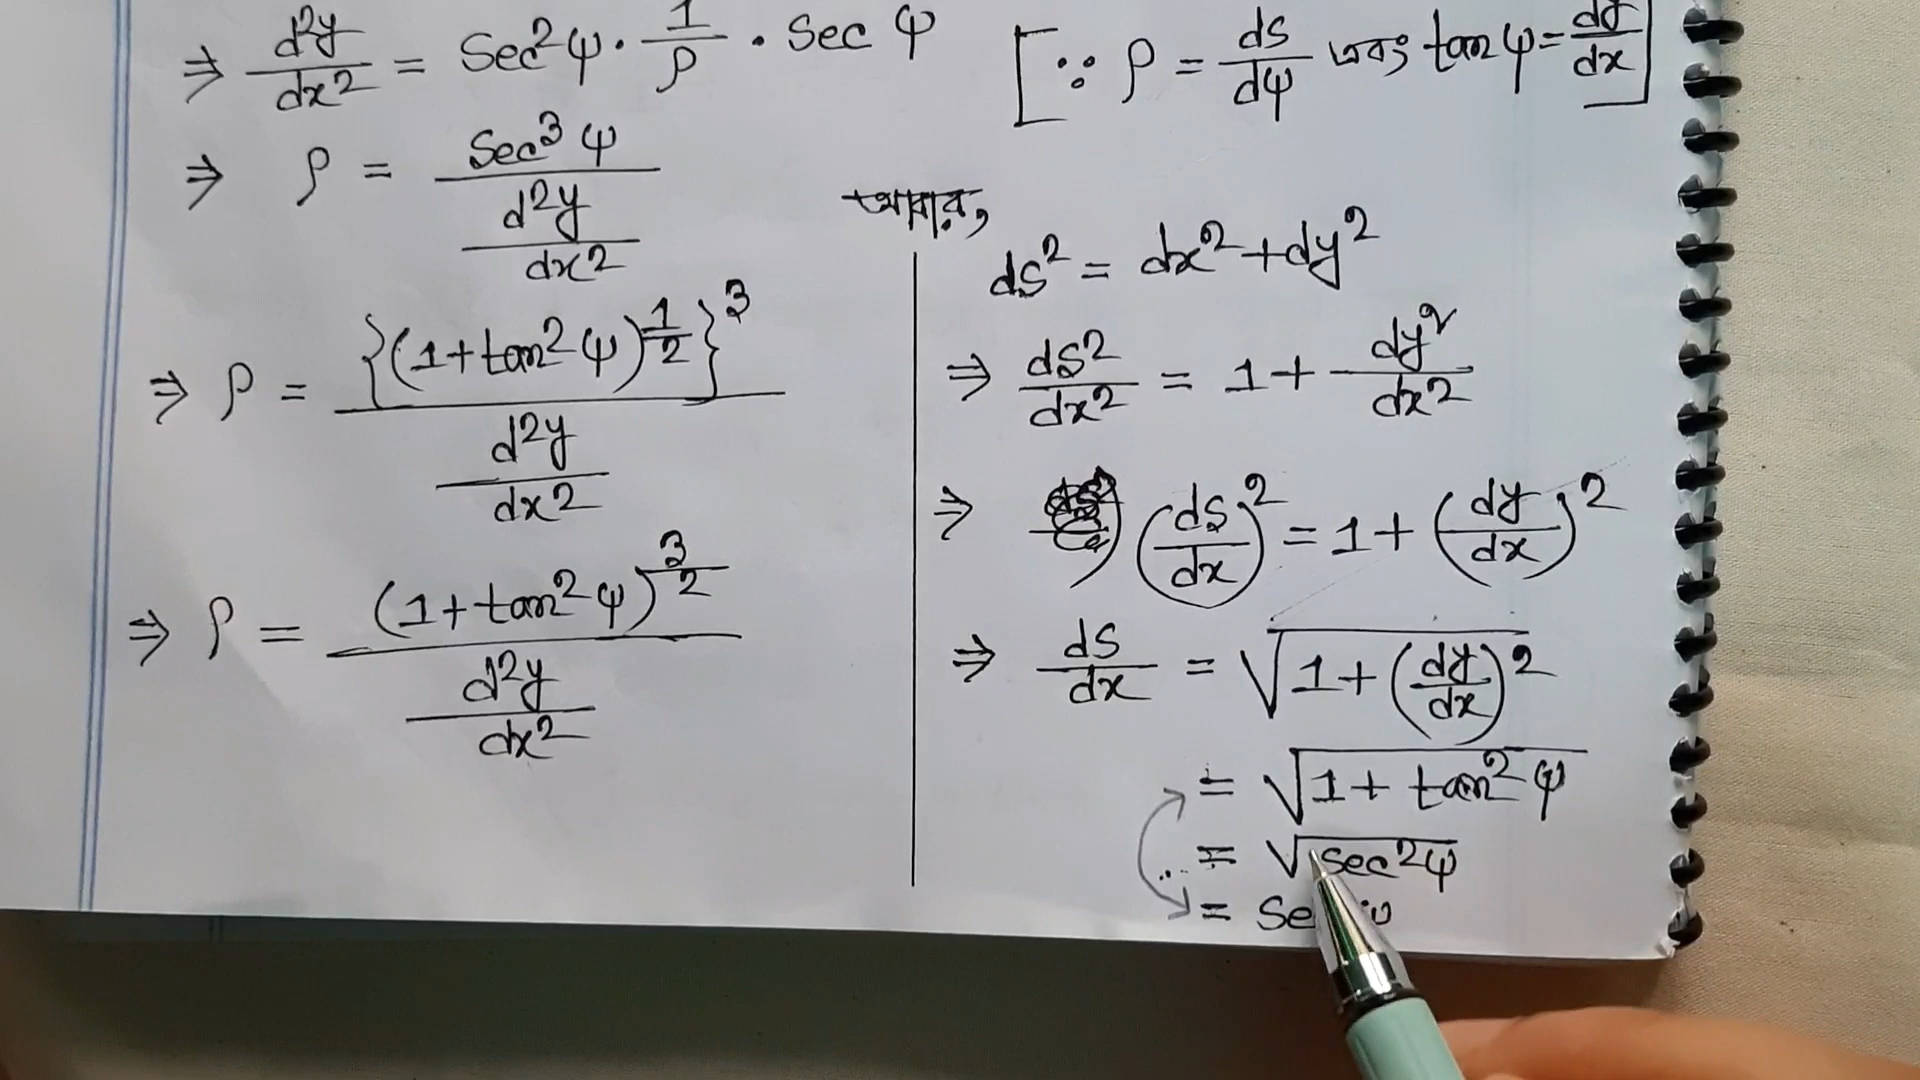 ⇒ d²y/dx² = Sec²ψ · 1/ρ · Sec ψ [∵ ρ = ds/dψ এবং tanψ = dy/dx]
⇒ ρ = Sec³ψ / (d²y/dx²)
⇒ ρ = {(1+tan²ψ)^(1/2)}³ / (d²y/dx²)
⇒ ρ = (1+tan²ψ)^(3/2) / (d²y/dx²)
আবার,
ds² = dx²+dy²
⇒ ds²/dx² = 1 + dy²/dx²
⇒ (ds/dx)² = 1 + (dy/dx)²
⇒ ds/dx = √(1+(dy/dx)²)
= √(1 + tan²ψ)
= √(sec²ψ)